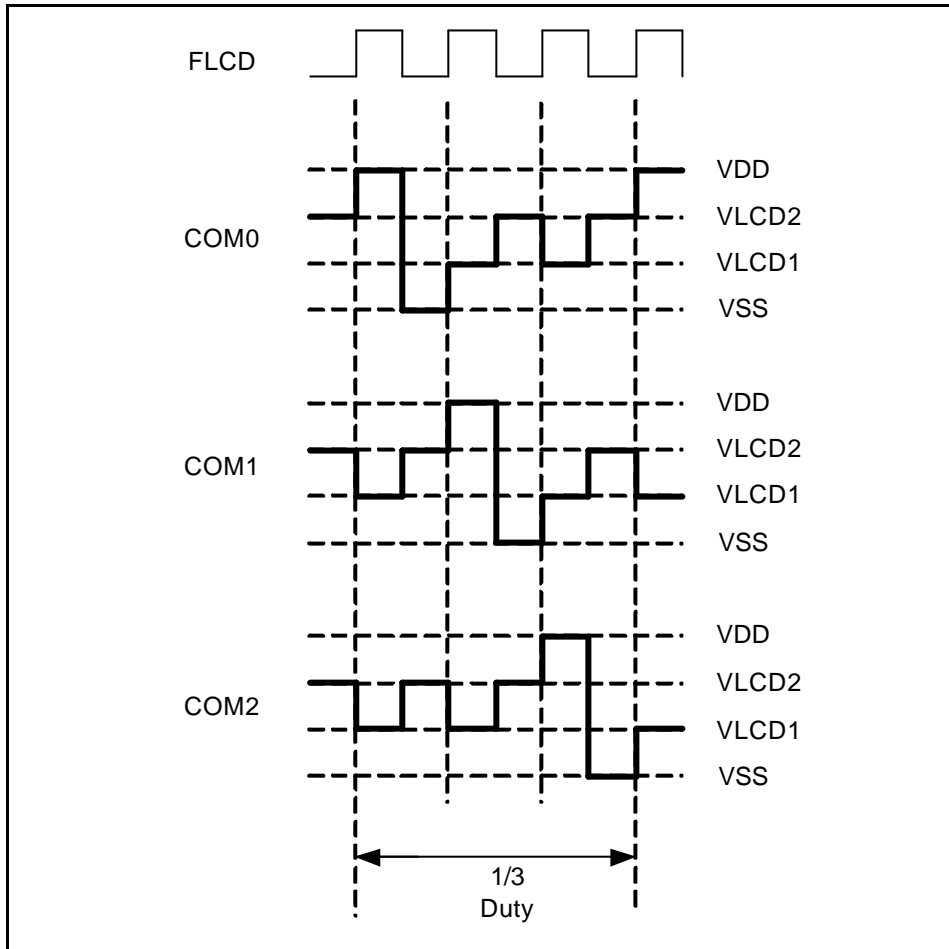 FLCD
COM0
VDD
VLCD2
VLCD1
VSS
COM1
VDD
VLCD2
VLCD1
VSS
COM2
VDD
VLCD2
VLCD1
VSS
1/3
Duty